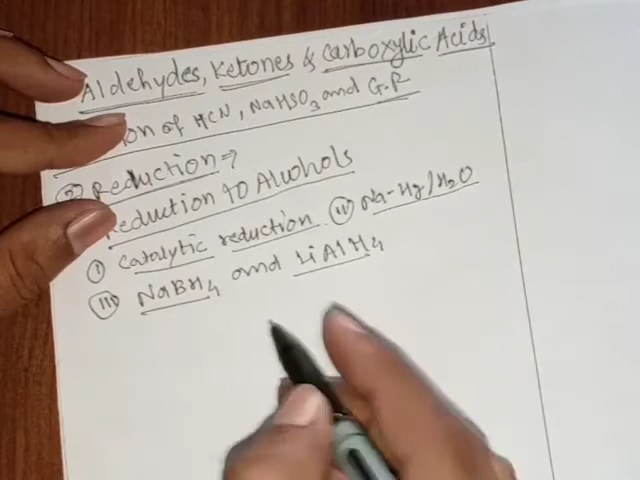 Aldehydes, Ketones & Carboxylic Acids
ion of HCN, NaHSO3 and G.R
Reduction ⇒
Reduction to Alcohols
(i) Catalytic reduction (ii) Na-Hg/H2O
(iii) NaBH4 and LiAlH4